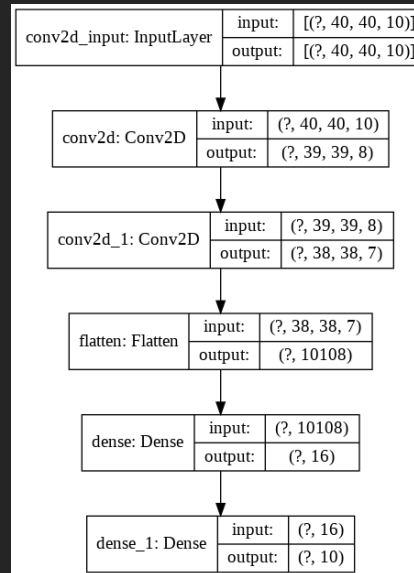 conv2d_input: InputLayer
input: [(?, 40, 40, 10)]
output: [(?, 40, 40, 10)]
conv2d: Conv2D
input: (?, 40, 40, 10)
output: (?, 39, 39, 8)
conv2d_1: Conv2D
input: (?, 39, 39, 8)
output: (?, 38, 38, 7)
flatten: Flatten
input: (?, 38, 38, 7)
output: (?, 10108)
dense: Dense
input: (?, 10108)
output: (?, 16)
dense_1: Dense
input: (?, 16)
output: (?, 10)